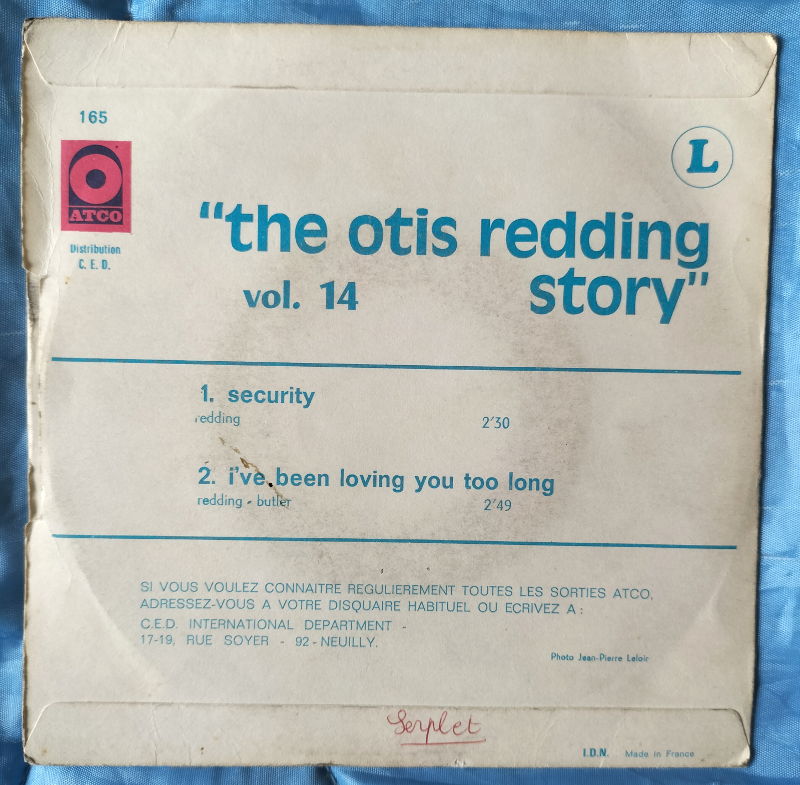 165
L
ATCO
Distribution
C. E. D.
"the otis redding
story"
vol. 14
1. security
redding
2'30
2. i've been loving you too long
redding - butler
2'49
SI VOUS VOULEZ CONNAITRE REGULIEREMENT TOUTES LES SORTIES ATCO,
ADRESSEZ-VOUS A VOTRE DISQUAIRE HABITUEL OU ECRIVEZ A :
C.E.D. INTERNATIONAL DEPARTMENT -
17-19, RUE SOYER - 92 - NEUILLY.
Photo Jean-Pierre Leloir
Serplet
I.D.N. Made in France